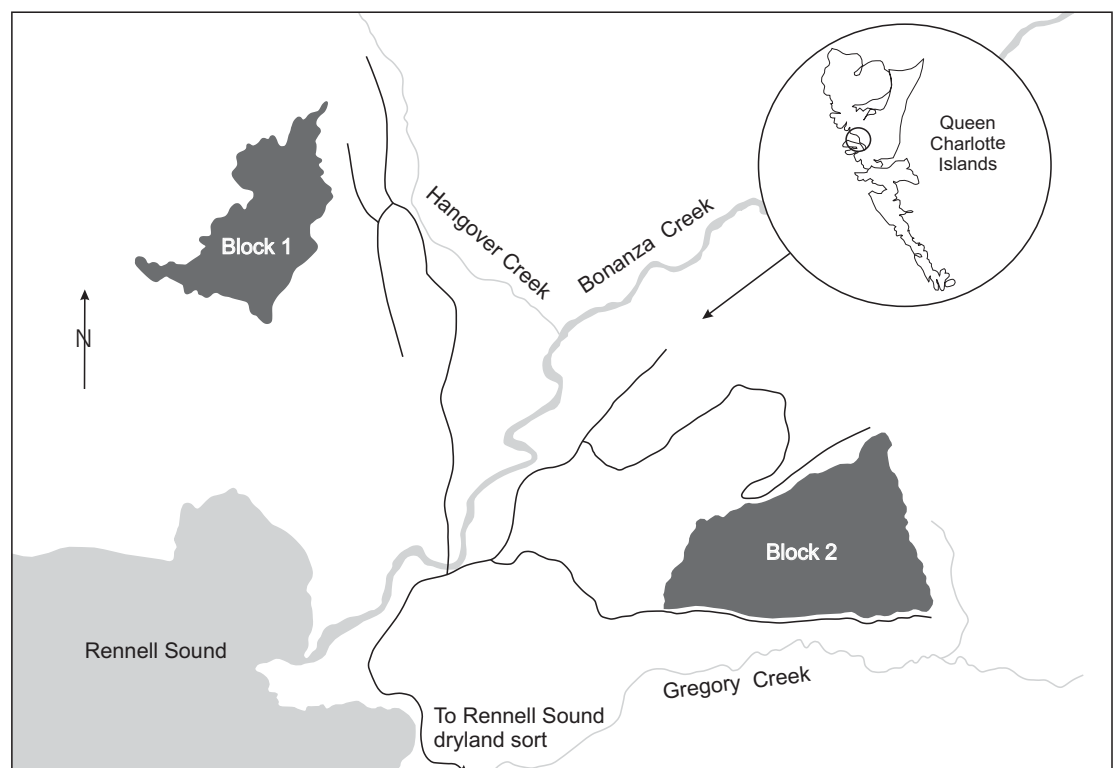 Queen
Charlotte
Islands
Hangover Creek
Bonanza Creek
Block 1
N
Block 2
Rennell Sound
Gregory Creek
To Rennell Sound
dryland sort